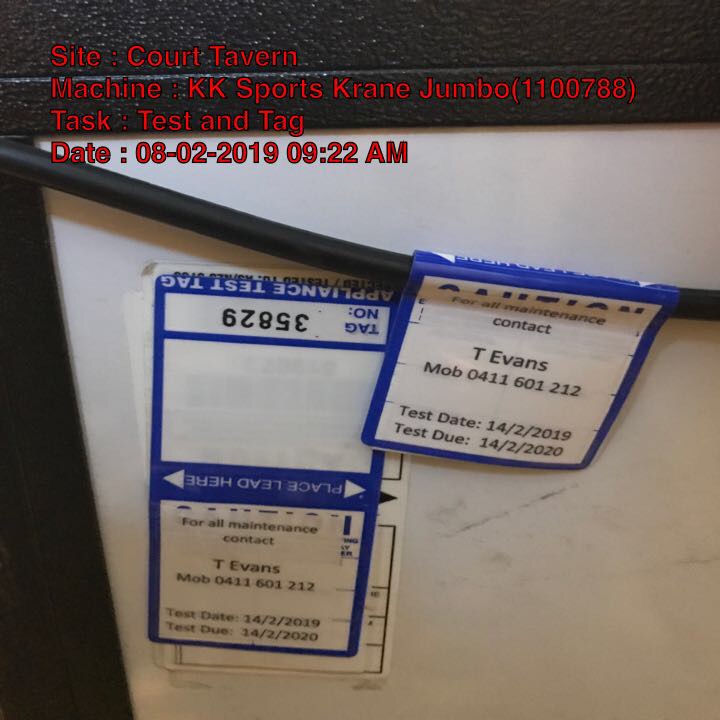 Site : Court Tavern
Machine : KK Sports Krane Jumbo(1100788)
Task : Test and Tag
Date : 08-02-2019 09:22 AM
APPLIANCE TEST TAG
TAG NO: 35829
PLACE LEAD HERE
For all maintenance
contact
T Evans
Mob 0411 601 212
Test Date: 14/2/2019
Test Due: 14/2/2020
LEAD HERE
CAUTION
For all maintenance
contact
T Evans
Mob 0411 601 212
Test Date: 14/2/2019
Test Due: 14/2/2020